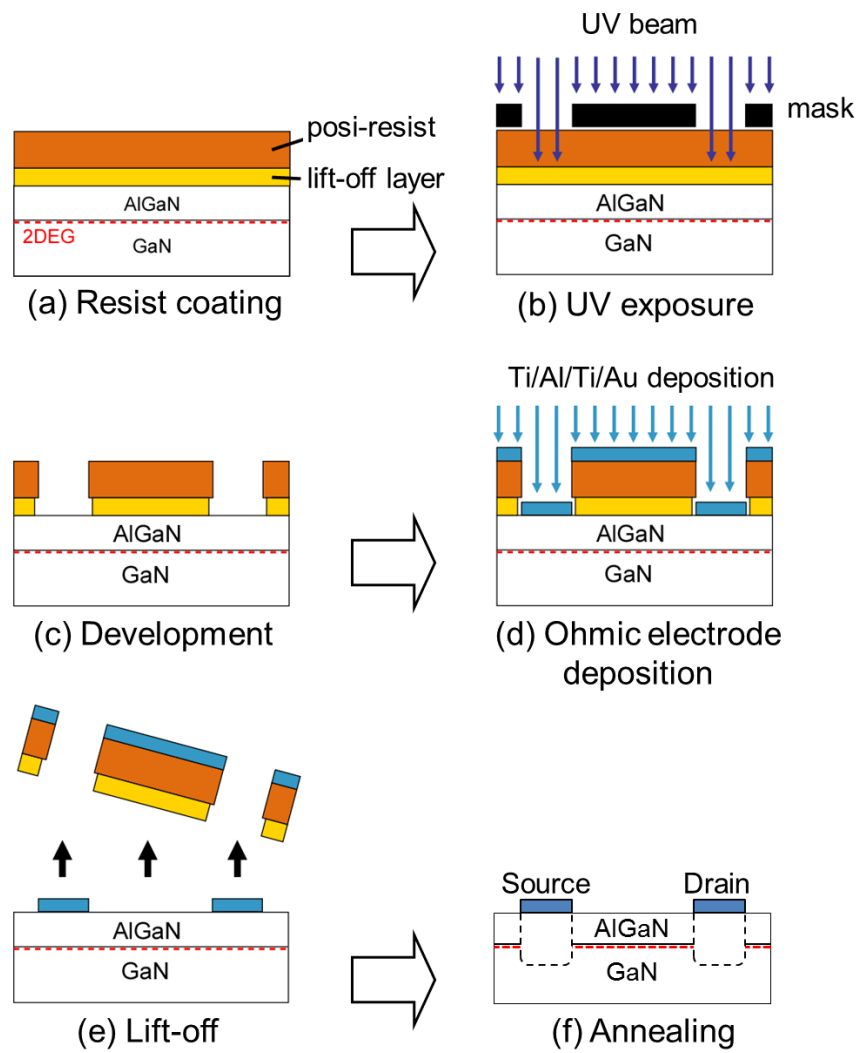 posi-resist
lift-off layer
AlGaN
2DEG
GaN
(a) Resist coating
UV beam
mask
AlGaN
GaN
(b) UV exposure
AlGaN
GaN
(c) Development
Ti/Al/Ti/Au deposition
AlGaN
GaN
(d) Ohmic electrode
deposition
AlGaN
GaN
(e) Lift-off
Source
Drain
AlGaN
GaN
(f) Annealing